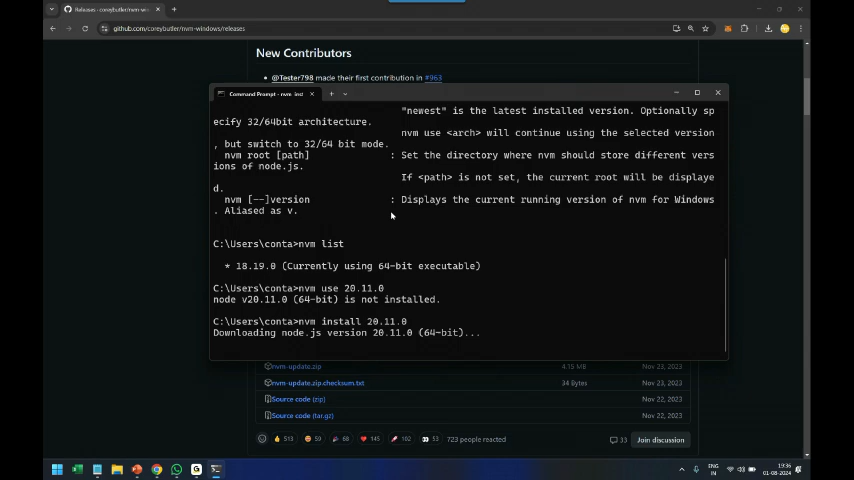 Releases · coreybutler/nvm-win
github.com/coreybutler/nvm-windows/releases
New Contributors
• @Tester798 made their first contribution in #963
Command Prompt - nvm inst
"newest" is the latest installed version. Optionally sp
ecify 32/64bit architecture.
nvm use <arch> will continue using the selected version
, but switch to 32/64 bit mode.
nvm root [path] : Set the directory where nvm should store different vers
ions of node.js.
If <path> is not set, the current root will be displaye
d.
nvm [--]version : Displays the current running version of nvm for Windows
. Aliased as v.
C:\Users\conta>nvm list
* 18.19.0 (Currently using 64-bit executable)
C:\Users\conta>nvm use 20.11.0
node v20.11.0 (64-bit) is not installed.
C:\Users\conta>nvm install 20.11.0
Downloading node.js version 20.11.0 (64-bit)...
nvm-update.zip 4.15 MB Nov 23, 2023
nvm-update.zip.checksum.txt 34 Bytes Nov 23, 2023
Source code (zip) Nov 22, 2023
Source code (tar.gz) Nov 22, 2023
513 59 68 145 102 53 723 people reacted 33 Join discussion
ENG 19:36
IN 01-08-2024